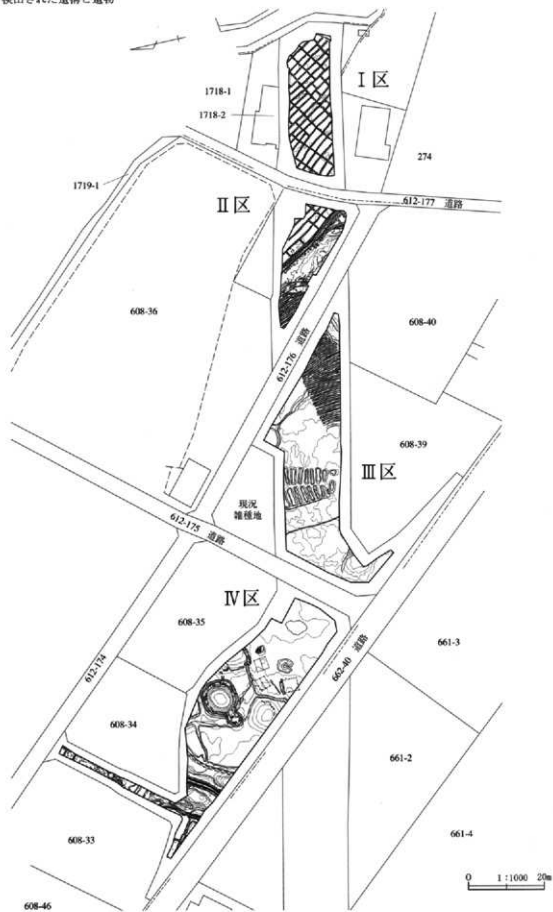 検出された遺構と遺物
Ⅰ区
1718-1
1718-2
274
1719-1
Ⅱ区
612-177 道路
608-36
612-176 道路
608-40
608-39
Ⅲ区
現況
雑種地
612-175 道路
Ⅳ区
608-35
662-40 道路
661-3
612-174
608-34
661-2
608-33
661-4
608-46
0 1:1000 20m